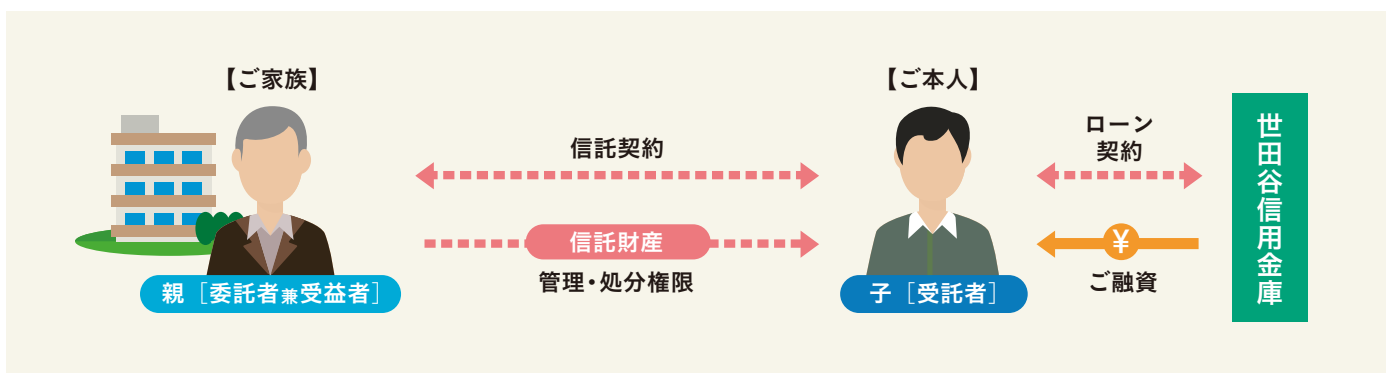 【ご家族】
【ご本人】
信託契約
ローン
契約
世田谷信用金庫
信託財産
管理・処分権限
¥
ご融資
親［委託者兼受益者］
子［受託者］